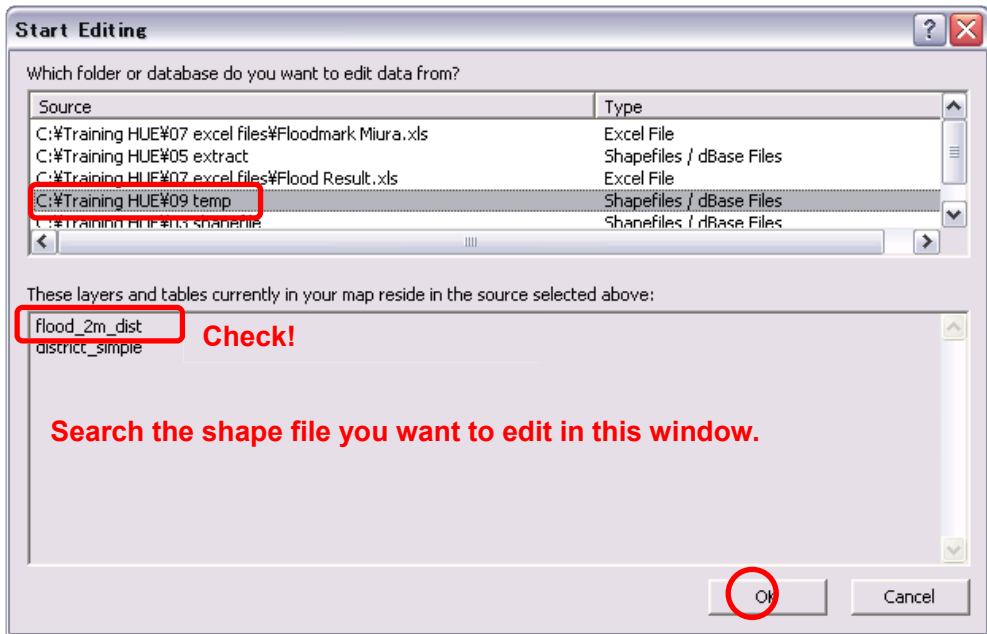 Start Editing
Which folder or database do you want to edit data from?
Source Type
C:¥Training HUE¥07 excel files¥Floodmark Miura.xls Excel File
C:¥Training HUE¥05 extract Shapefiles / dBase Files
C:¥Training HUE¥07 excel files¥Flood Result.xls Excel File
C:¥Training HUE¥09 temp Shapefiles / dBase Files
C:¥Training HUE¥03 shapefile Shapefiles / dBase Files
These layers and tables currently in your map reside in the source selected above:
flood_2m_dist
Check!
district_simple
Search the shape file you want to edit in this window.
OK Cancel